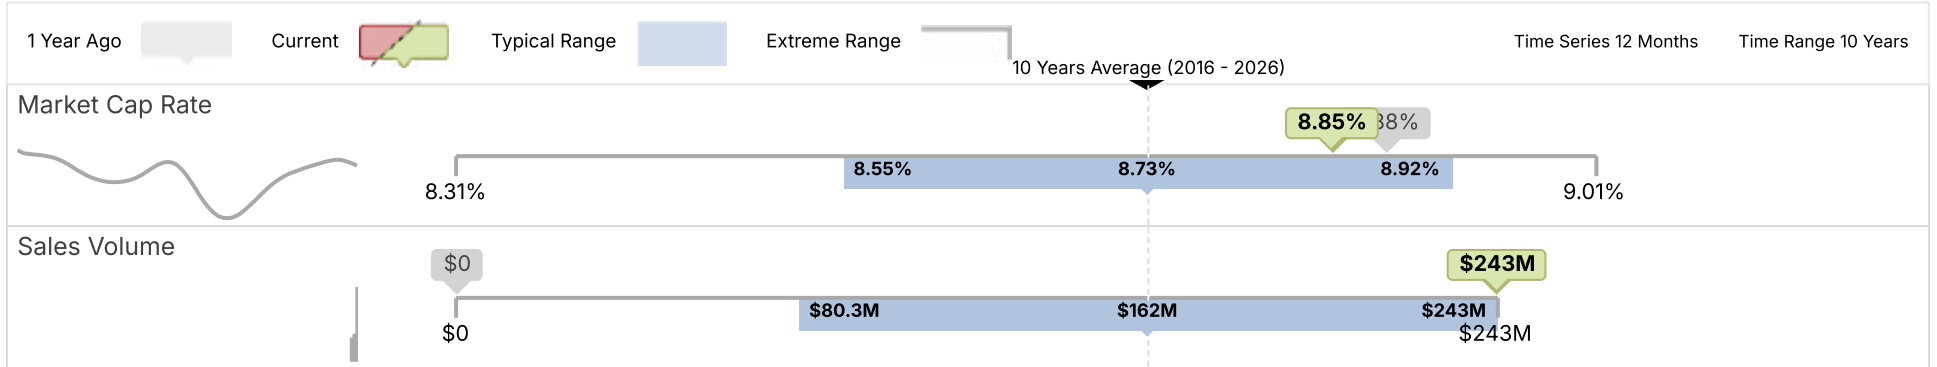 1 Year Ago Current Typical Range Extreme Range Time Series 12 Months Time Range 10 Years
10 Years Average (2016 - 2026)
Market Cap Rate
8.85%
8.55% 8.73% 8.92%
8.31% 9.01%
Sales Volume
$0 $243M
$80.3M $162M $243M
$0 $243M